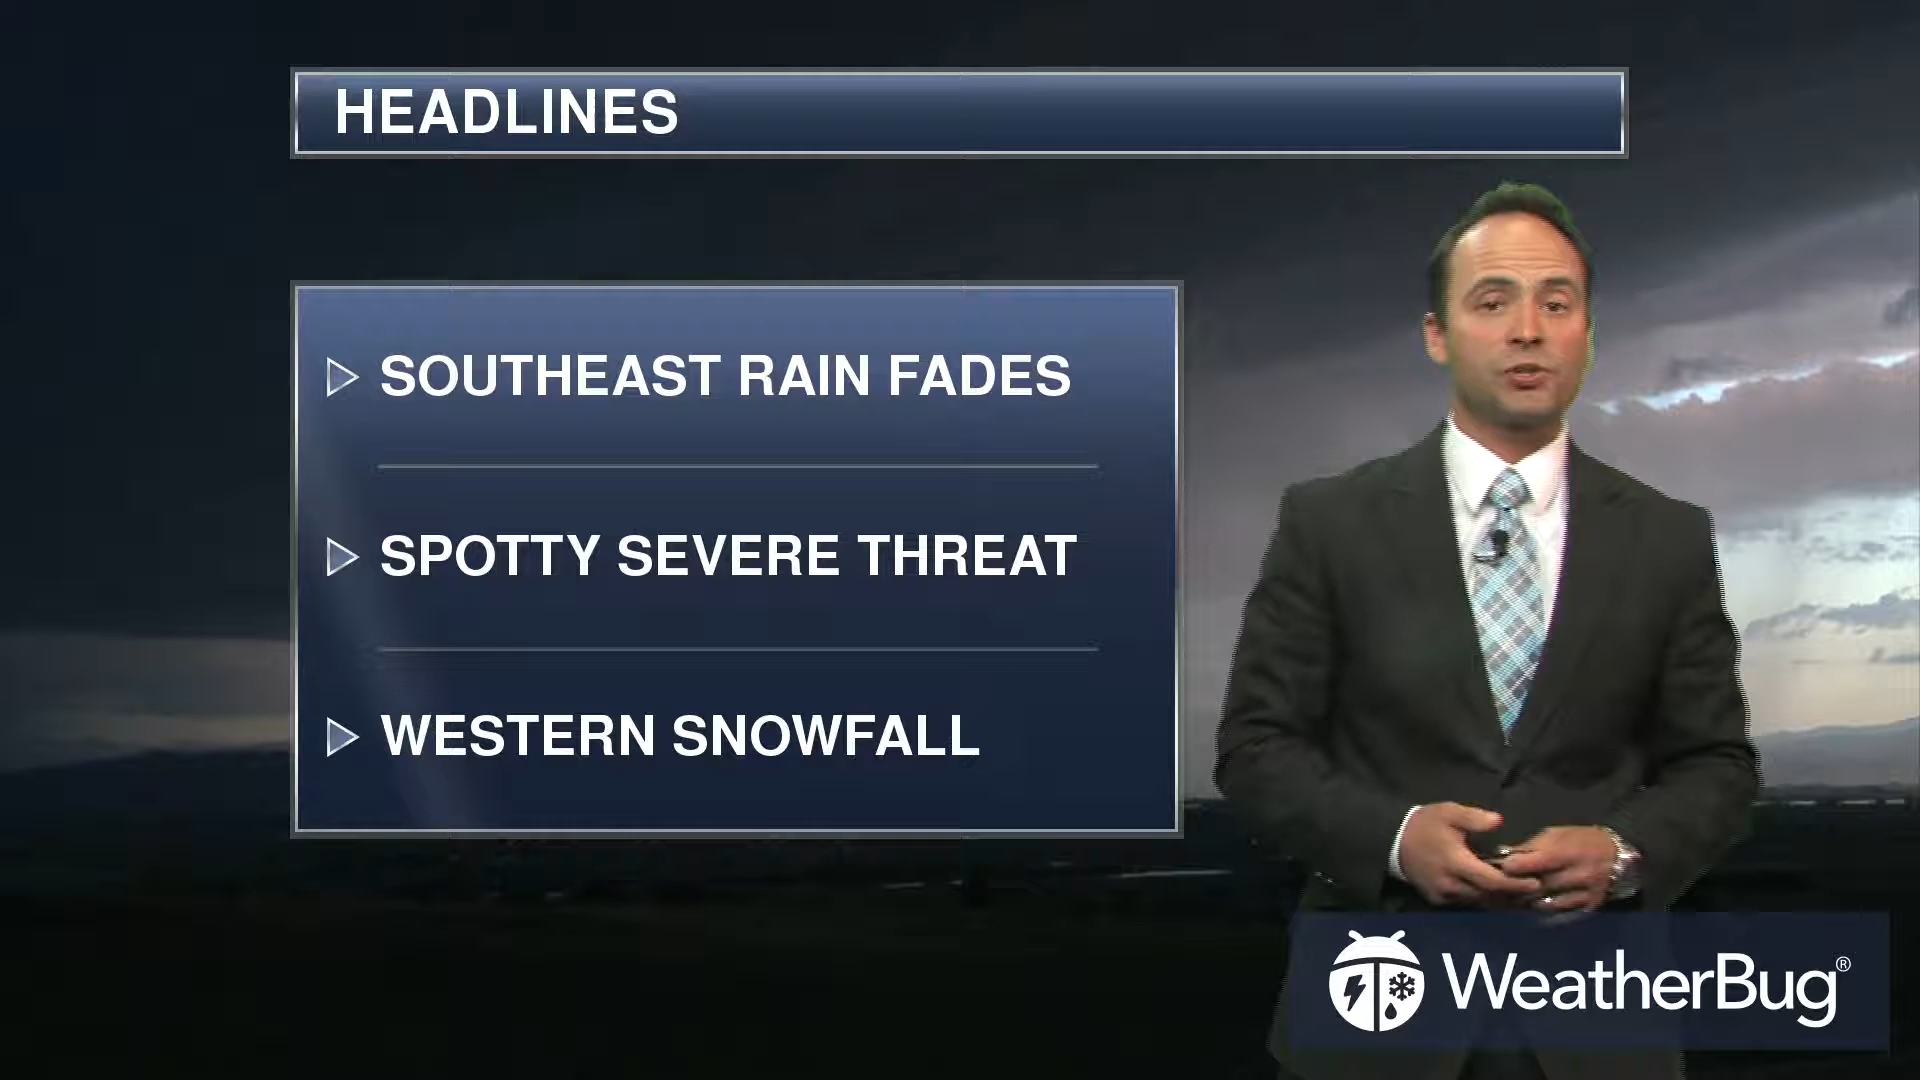 HEADLINES
SOUTHEAST RAIN FADES
SPOTTY SEVERE THREAT
WESTERN SNOWFALL
WeatherBug®